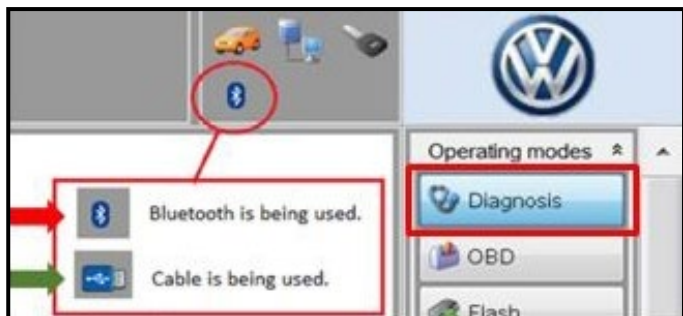 Operating modes
Diagnosis
Bluetooth is being used.
OBD
Cable is being used.
Flash